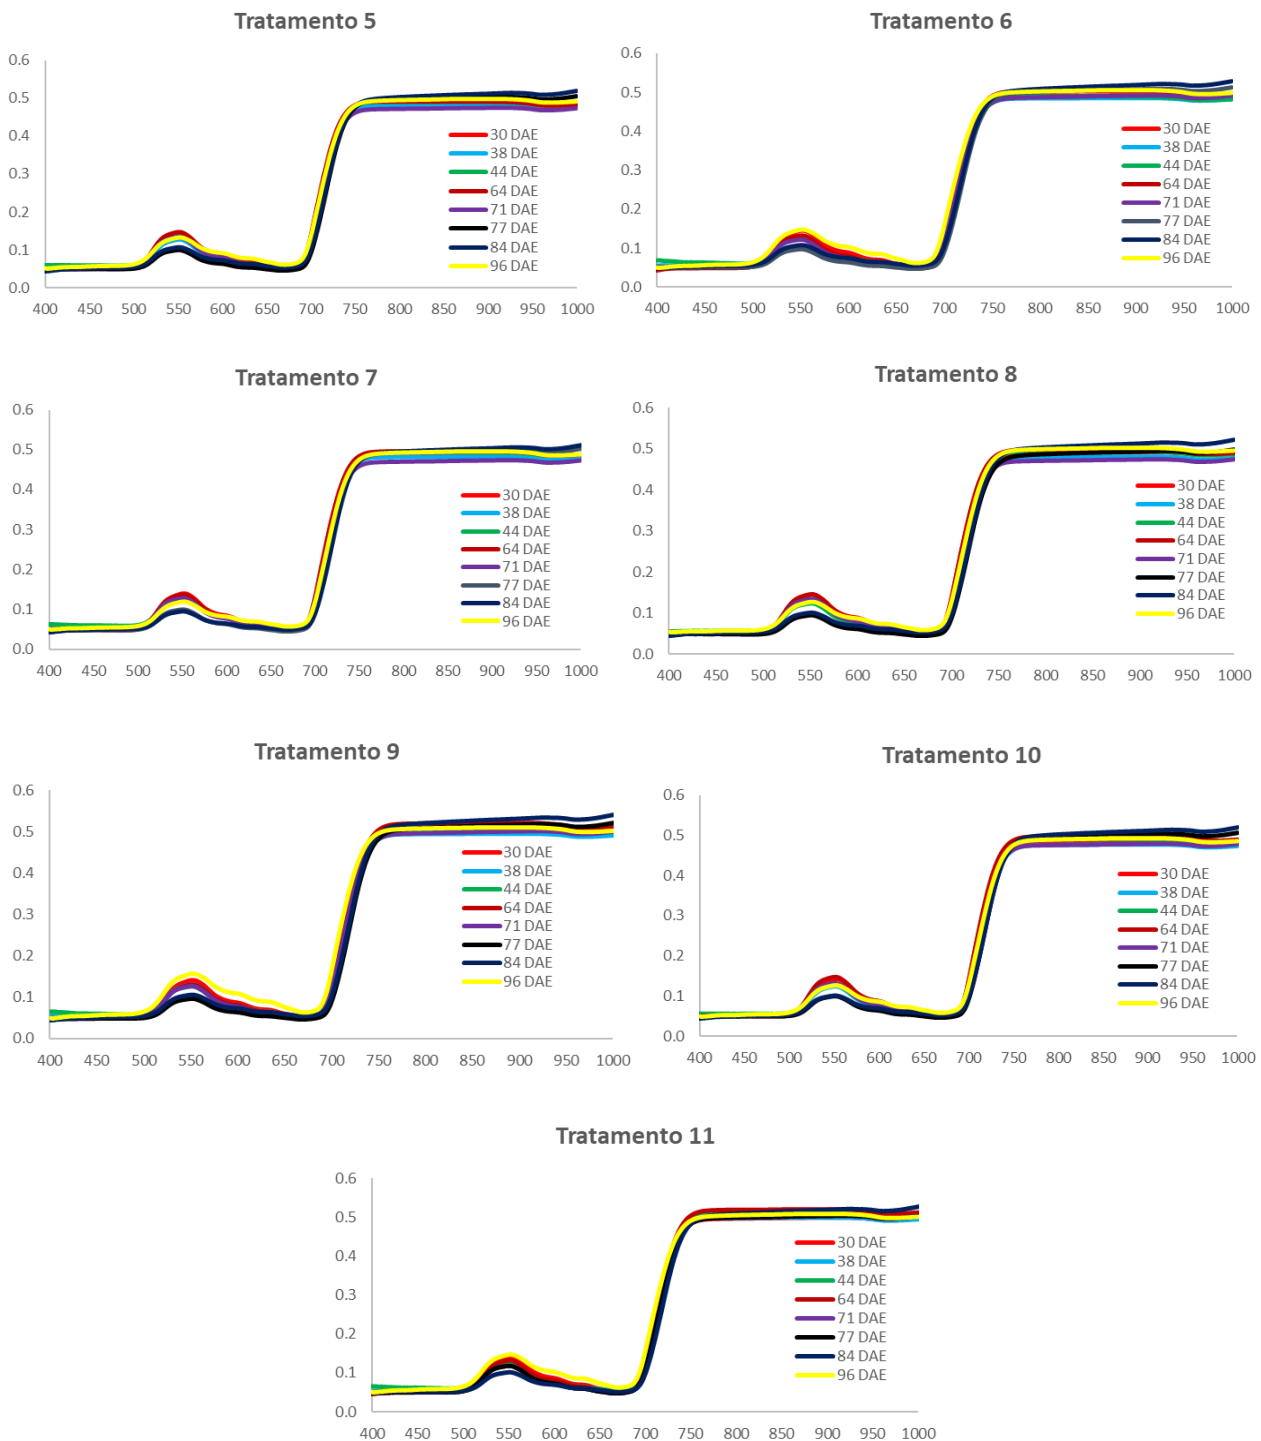 Tratamento 5
0.6
0.5
0.4
0.3
0.2
0.1
0.0
400 450 500 550 600 650 700 750 800 850 900 950 1000
30 DAE
38 DAE
44 DAE
64 DAE
71 DAE
77 DAE
84 DAE
96 DAE
Tratamento 6
0.6
0.5
0.4
0.3
0.2
0.1
0.0
400 450 500 550 600 650 700 750 800 850 900 950 1000
30 DAE
38 DAE
44 DAE
64 DAE
71 DAE
77 DAE
84 DAE
96 DAE
Tratamento 7
0.6
0.5
0.4
0.3
0.2
0.1
0.0
400 450 500 550 600 650 700 750 800 850 900 950 1000
30 DAE
38 DAE
44 DAE
64 DAE
71 DAE
77 DAE
84 DAE
96 DAE
Tratamento 8
0.6
0.5
0.4
0.3
0.2
0.1
0.0
400 450 500 550 600 650 700 750 800 850 900 950 1000
30 DAE
38 DAE
44 DAE
64 DAE
71 DAE
77 DAE
84 DAE
96 DAE
Tratamento 9
0.6
0.5
0.4
0.3
0.2
0.1
0.0
400 450 500 550 600 650 700 750 800 850 900 950 1000
30 DAE
38 DAE
44 DAE
64 DAE
71 DAE
77 DAE
84 DAE
96 DAE
Tratamento 10
0.6
0.5
0.4
0.3
0.2
0.1
0.0
400 450 500 550 600 650 700 750 800 850 900 950 1000
30 DAE
38 DAE
44 DAE
64 DAE
71 DAE
77 DAE
84 DAE
96 DAE
Tratamento 11
0.6
0.5
0.4
0.3
0.2
0.1
0.0
400 450 500 550 600 650 700 750 800 850 900 950 1000
30 DAE
38 DAE
44 DAE
64 DAE
71 DAE
77 DAE
84 DAE
96 DAE